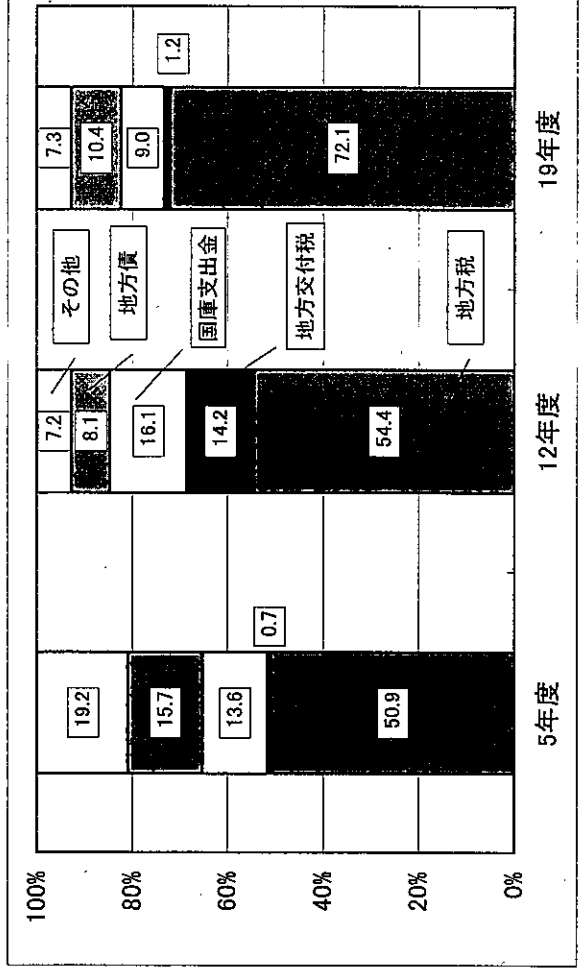 100%
80%
60%
40%
20%
0%
19.2
15.7
13.6
0.7
50.9
5年度
7.2
8.1
16.1
14.2
54.4
12年度
その他
地方債
国庫支出金
地方交付税
地方税
7.3
10.4
9.0
1.2
72.1
19年度